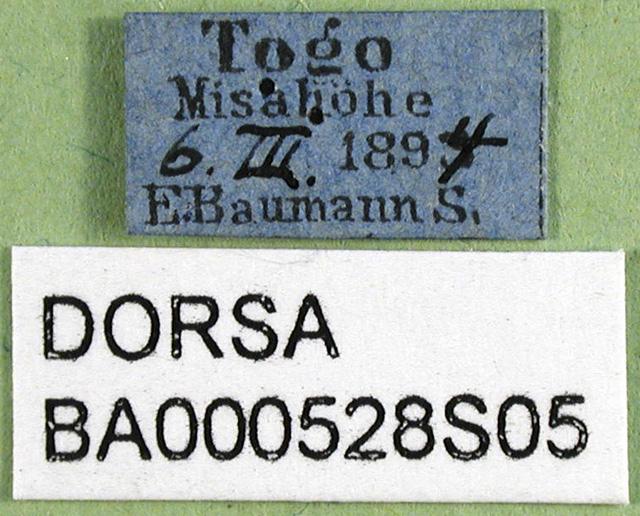 Togo
Misahöhe
6. III. 1894
E. Baumann S.
DORSA
BA000528S05